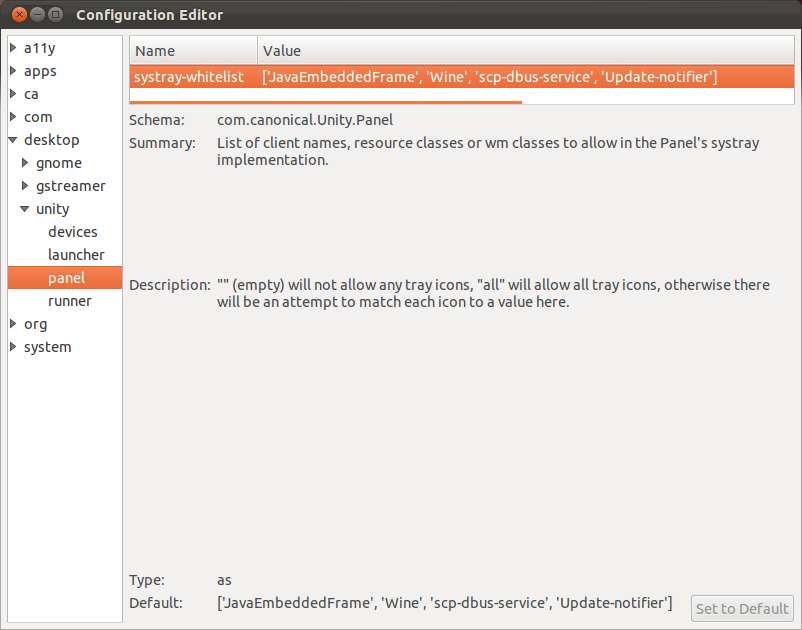 Configuration Editor
a11y
apps
ca
com
desktop
gnome
gstreamer
unity
devices
launcher
panel
runner
org
system
Name Value
systray-whitelist ['JavaEmbeddedFrame', 'Wine', 'scp-dbus-service', 'Update-notifier']
Schema: com.canonical.Unity.Panel
Summary: List of client names, resource classes or wm classes to allow in the Panel's systray
implementation.
Description: "" (empty) will not allow any tray icons, "all" will allow all tray icons, otherwise there
will be an attempt to match each icon to a value here.
Type: as
Default: ['JavaEmbeddedFrame', 'Wine', 'scp-dbus-service', 'Update-notifier']
Set to Default